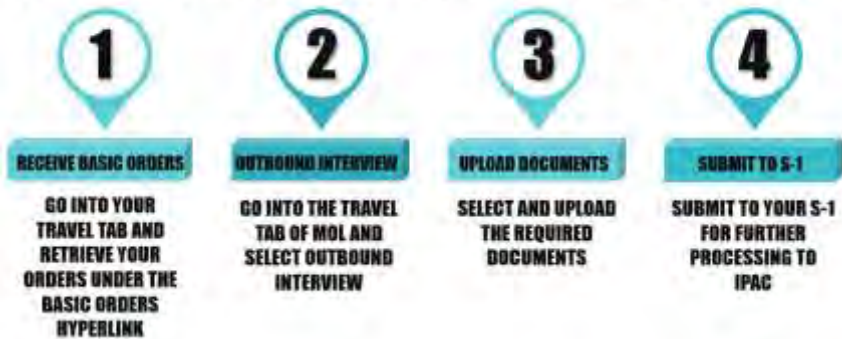 1
RECEIVE BASIC ORDERS
GO INTO YOUR
TRAVEL TAB AND
RETRIEVE YOUR
ORDERS UNDER THE
BASIC ORDERS
HYPERLINK
2
OUTBOUND INTERVIEW
GO INTO THE TRAVEL
TAB OF MOL AND
SELECT OUTBOUND
INTERVIEW
3
UPLOAD DOCUMENTS
SELECT AND UPLOAD
THE REQUIRED
DOCUMENTS
4
SUBMIT TO S-1
SUBMIT TO YOUR S-1
FOR FURTHER
PROCESSING TO
IPAC